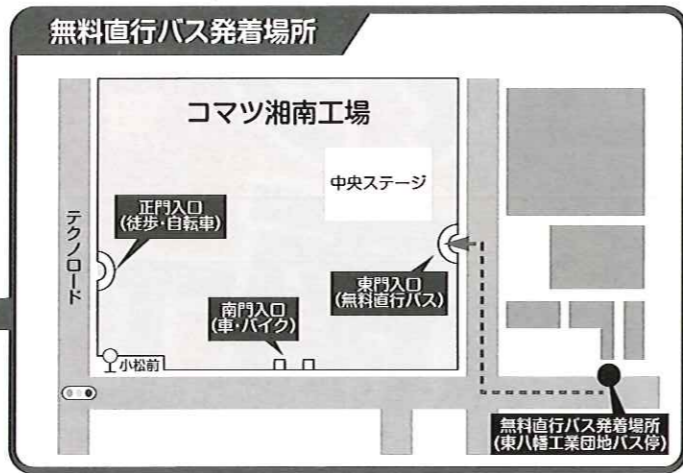 無料直行バス発着場所
コマツ湘南工場
中央ステージ
正門入口
(徒歩・自転車)
テクノロード
東門入口
(無料直行バス)
南門入口
(車・バイク)
小松前
無料直行バス発着場所
(東八幡工業団地バス停)